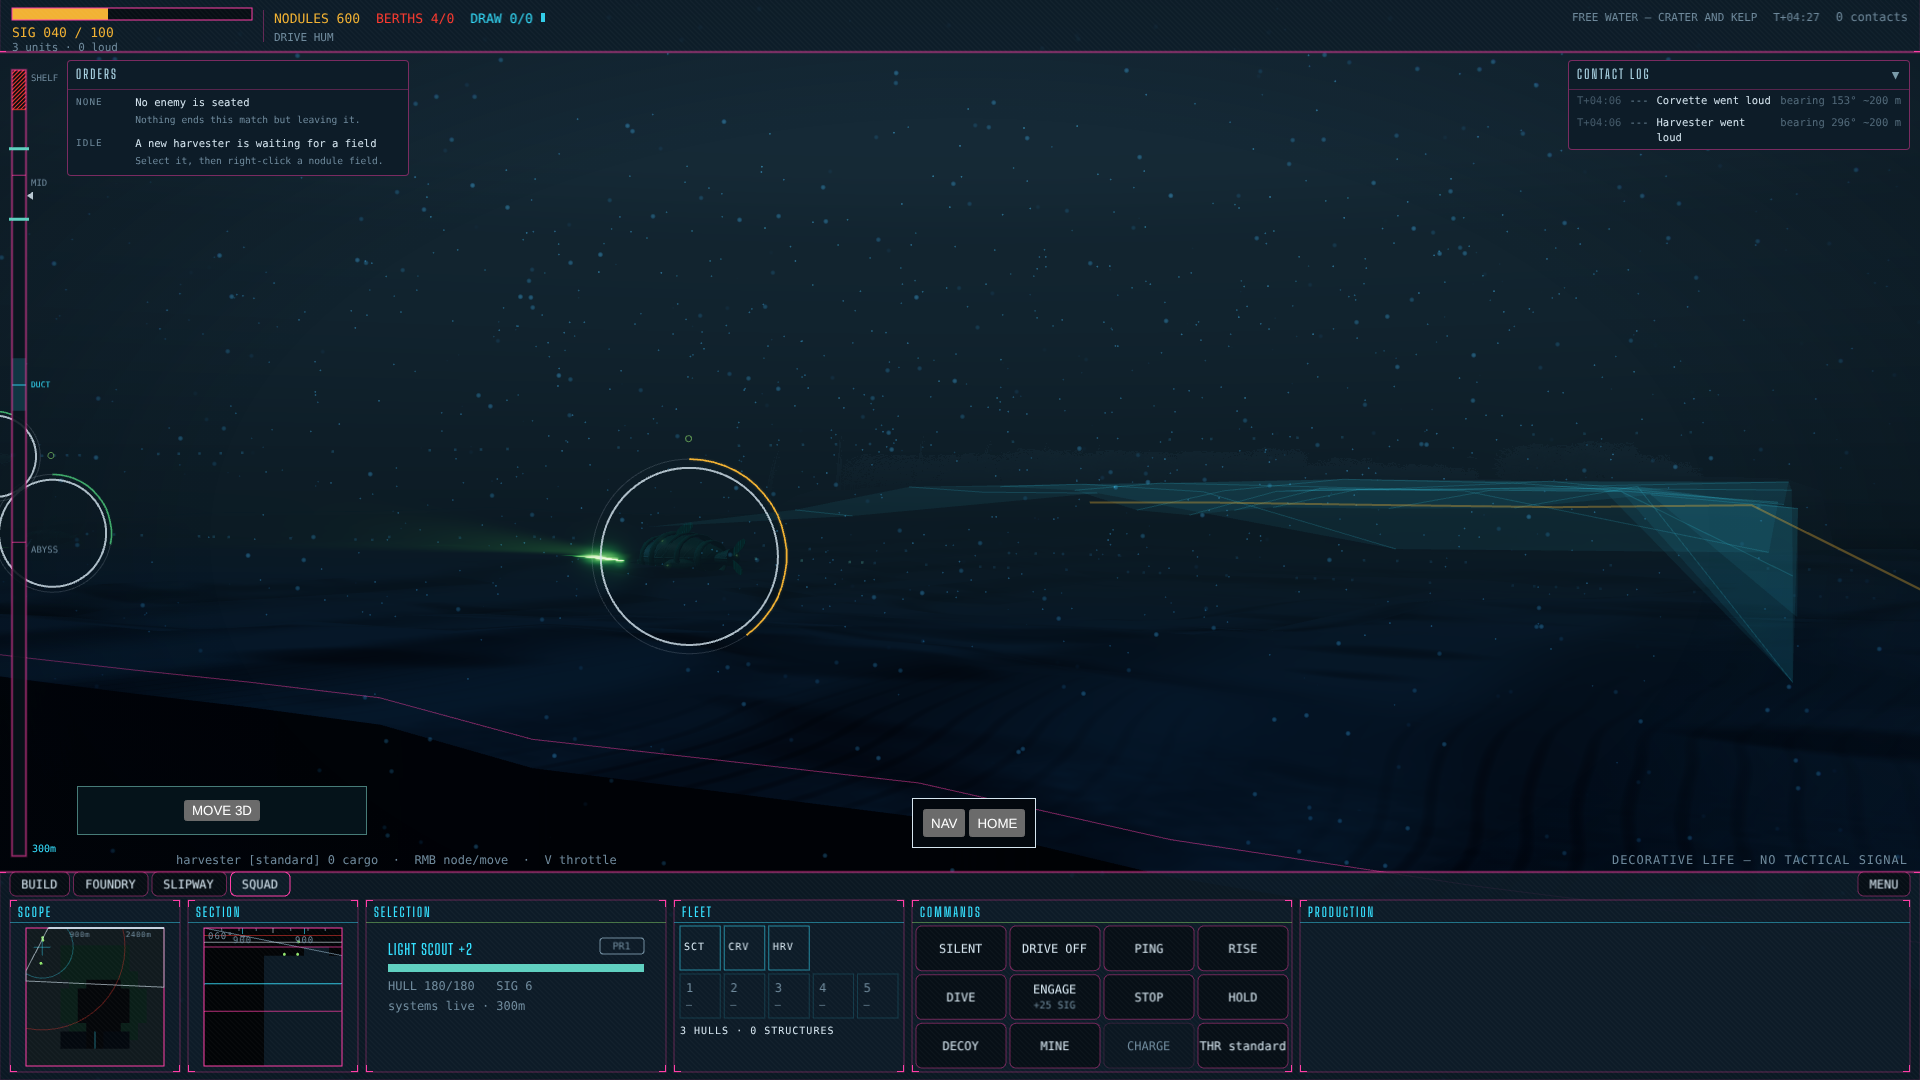 SIG 040 / 100
3 units · 0 loud
NODULES 600 BERTHS 4/0 DRAW 0/0
DRIVE HUM
FREE WATER — CRATER AND KELP T+04:27 0 contacts
SHELF
MID
DUCT
ABYSS
300m
ORDERS
NONE No enemy is seated
Nothing ends this match but leaving it.
IDLE A new harvester is waiting for a field
Select it, then right-click a nodule field.
CONTACT LOG ▼
T+04:06 --- Corvette went loud bearing 153° ~200 m
T+04:06 --- Harvester went loud bearing 296° ~200 m
MOVE 3D
NAV HOME
harvester [standard] 0 cargo · RMB node/move · V throttle
DECORATIVE LIFE — NO TACTICAL SIGNAL
BUILD FOUNDRY SLIPWAY SQUAD
MENU
SCOPE
900m 2400m
SECTION
060° 900 900
SELECTION
LIGHT SCOUT +2 PR1
HULL 180/180 SIG 6
systems live · 300m
FLEET
SCT CRV HRV
1 2 3 4 5
– – – – –
3 HULLS · 0 STRUCTURES
COMMANDS
SILENT DRIVE OFF PING RISE
DIVE ENGAGE STOP HOLD
+25 SIG
DECOY MINE CHARGE THR standard
PRODUCTION